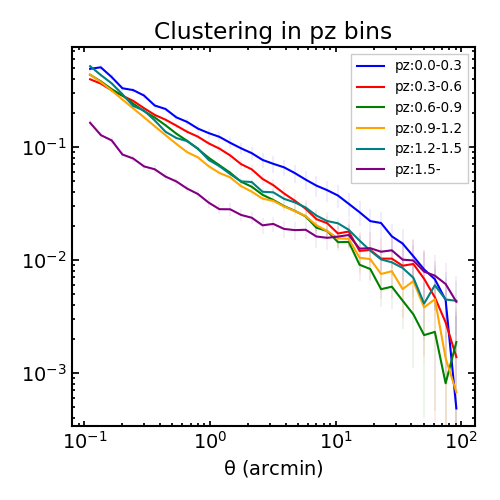 Clustering in pz bins
pz:0.0-0.3
pz:0.3-0.6
pz:0.6-0.9
pz:0.9-1.2
pz:1.2-1.5
pz:1.5-
10⁻¹
10⁻²
10⁻³
10⁻¹ 10⁰ 10¹ 10²
θ (arcmin)